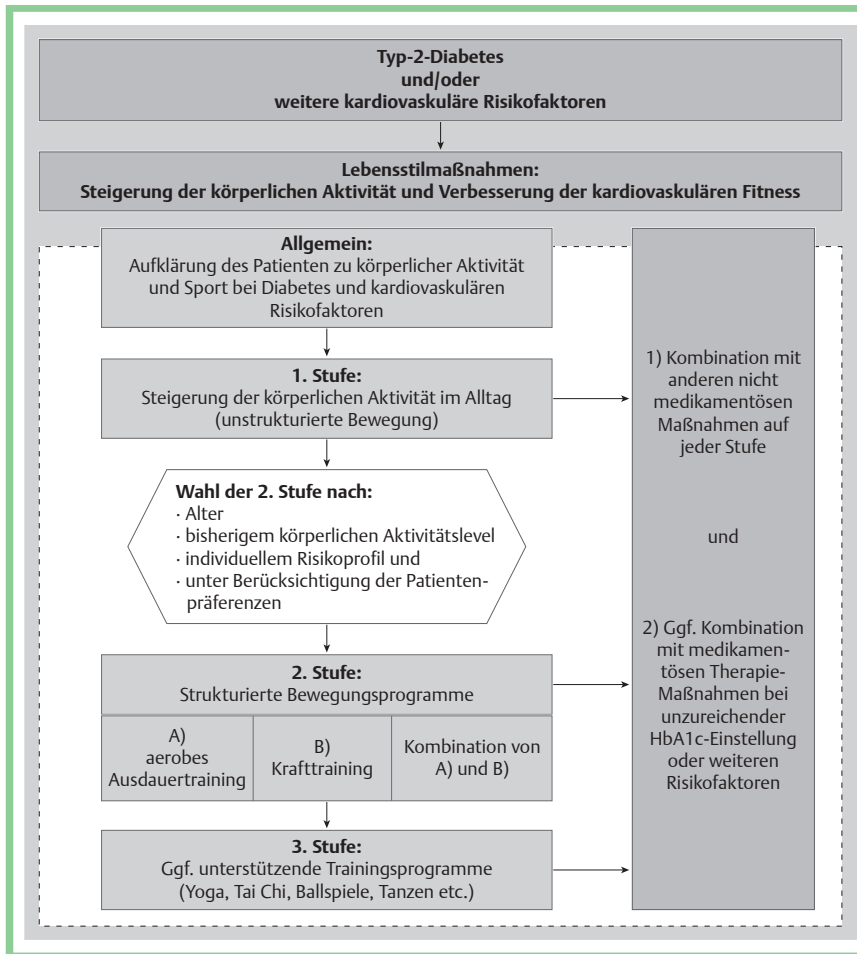 Typ-2-Diabetes
und/oder
weitere kardiovaskuläre Risikofaktoren
Lebensstilmaßnahmen:
Steigerung der körperlichen Aktivität und Verbesserung der kardiovaskulären Fitness
Allgemein:
Aufklärung des Patienten zu körperlicher Aktivität
und Sport bei Diabetes und kardiovaskulären
Risikofaktoren
1. Stufe:
Steigerung der körperlichen Aktivität im Alltag
(unstrukturierte Bewegung)
Wahl der 2. Stufe nach:
· Alter
· bisherigem körperlichen Aktivitätslevel
· individuellem Risikoprofil und
· unter Berücksichtigung der Patienten-
präferenzen
2. Stufe:
Strukturierte Bewegungsprogramme
A)
aerobes
Ausdauertraining
B)
Krafttraining
Kombination von
A) und B)
3. Stufe:
Ggf. unterstützende Trainingsprogramme
(Yoga, Tai Chi, Ballspiele, Tanzen etc.)
1) Kombination mit
anderen nicht
medikamentösen
Maßnahmen auf
jeder Stufe
und
2) Ggf. Kombination
mit medikamen-
tösen Therapie-
Maßnahmen bei
unzureichender
HbA1c-Einstellung
oder weiteren
Risikofaktoren